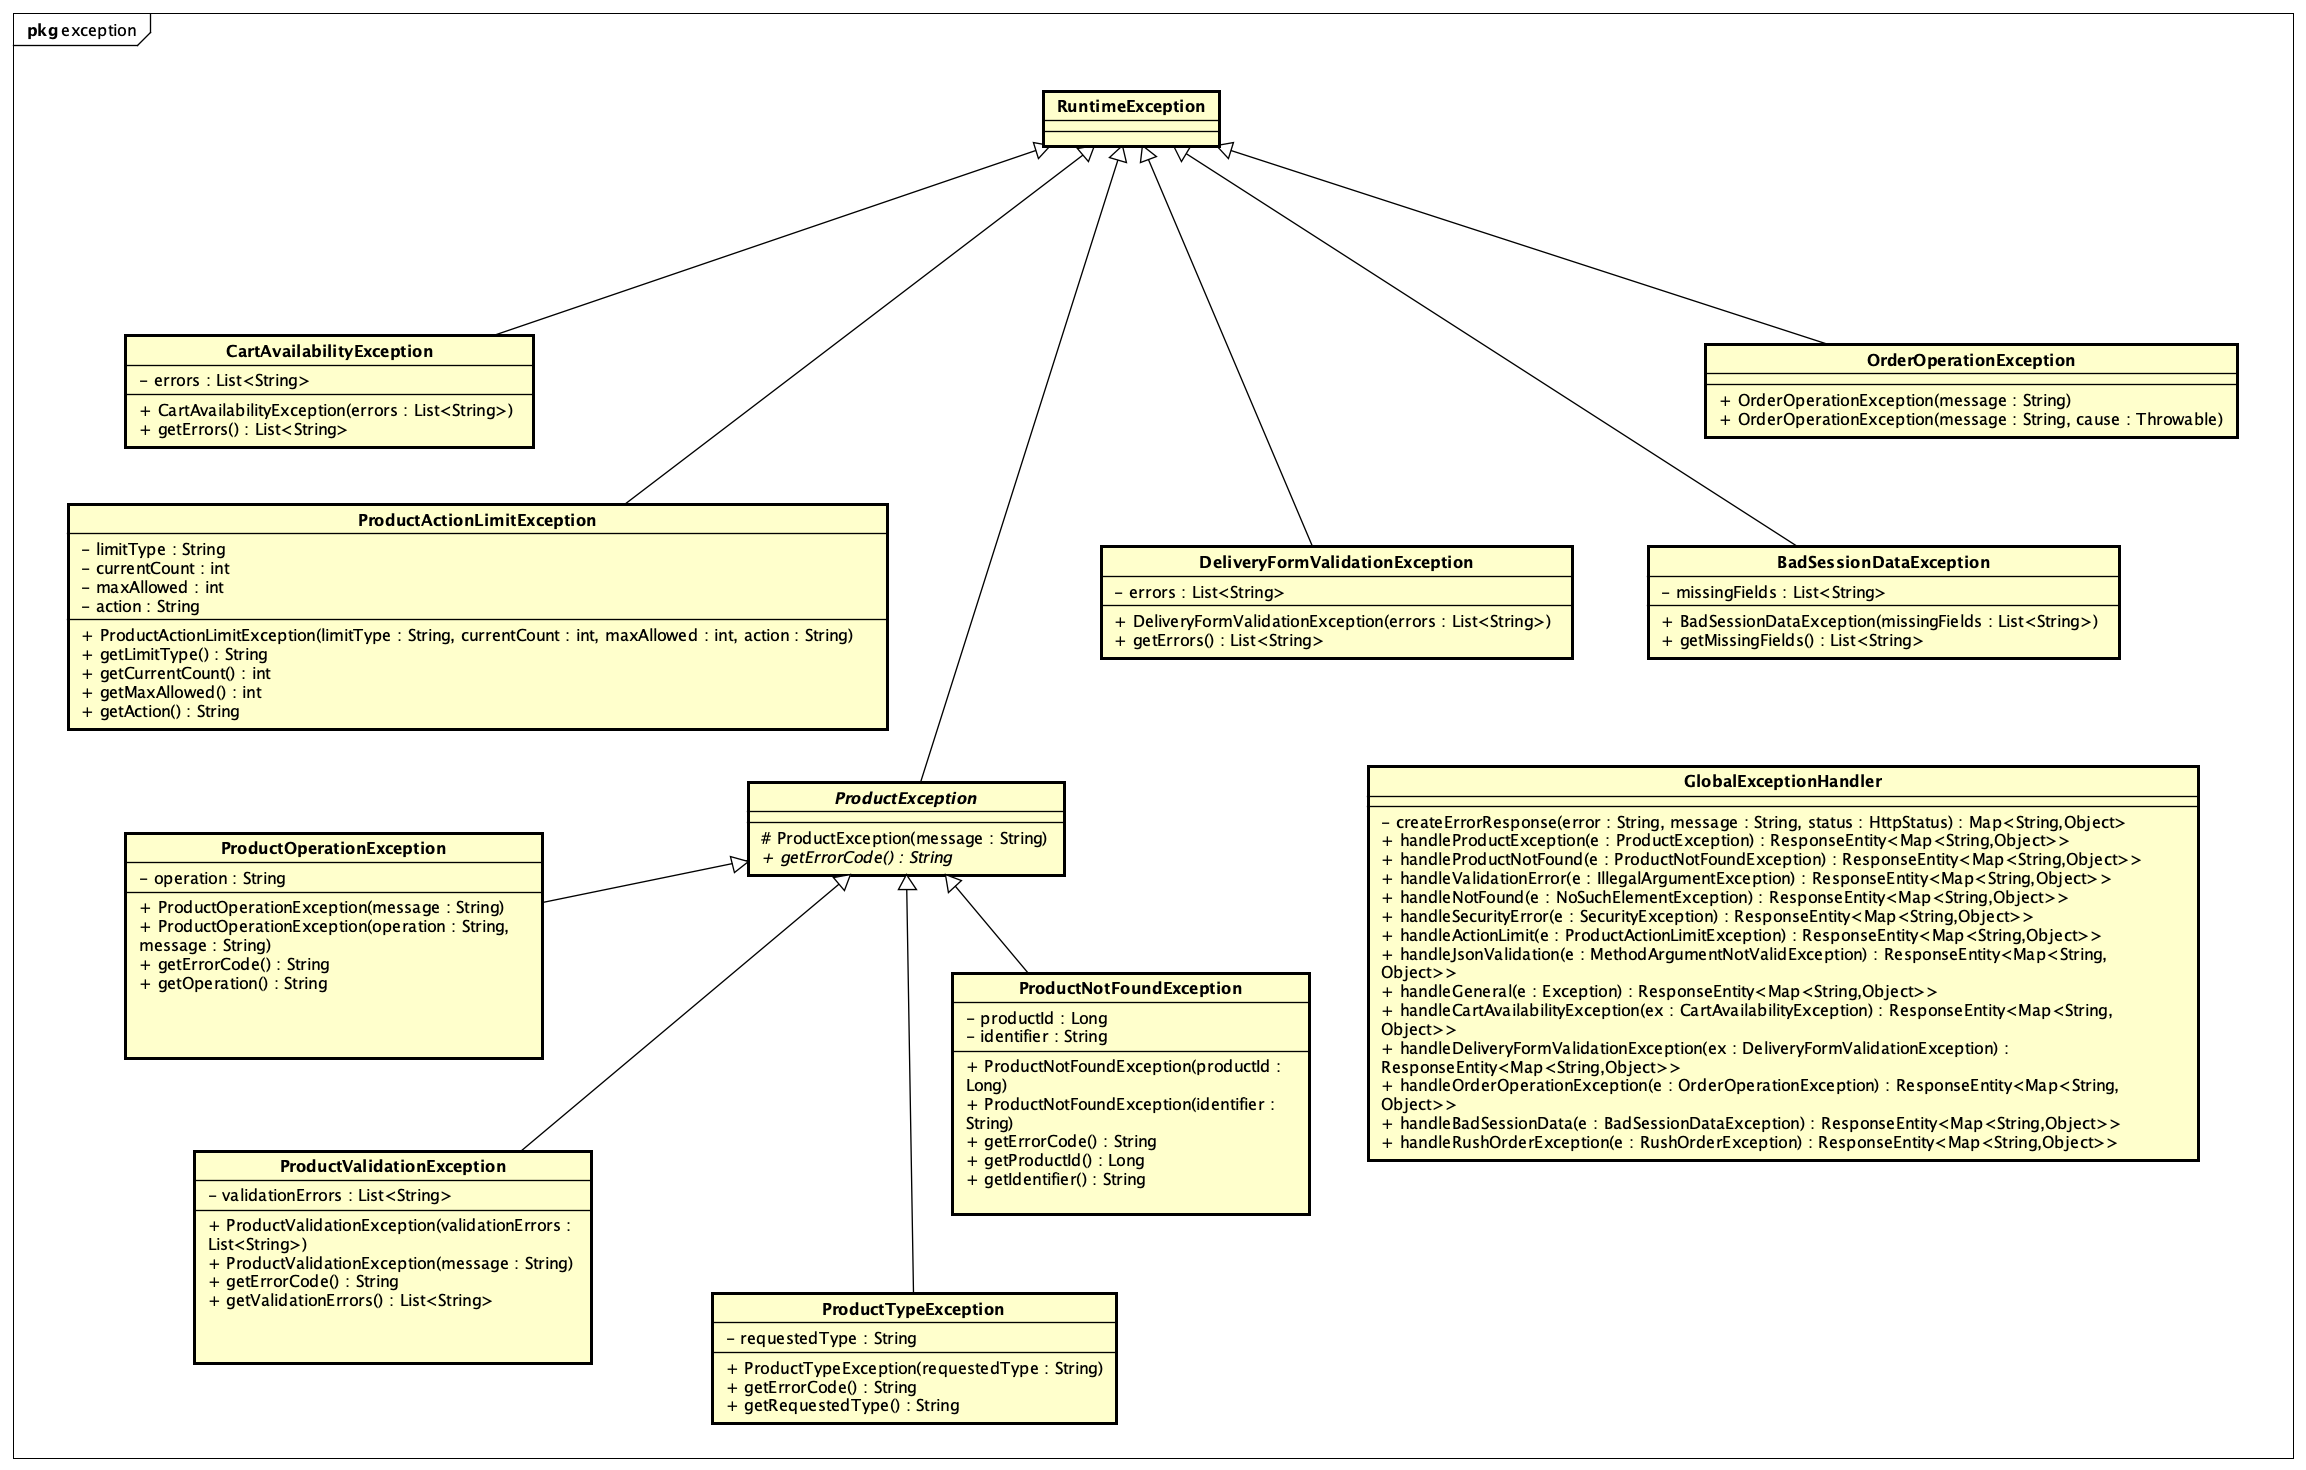 pkg exception
RuntimeException
CartAvailabilityException
– errors : List<String>
+ CartAvailabilityException(errors : List<String>)
+ getErrors() : List<String>
OrderOperationException
+ OrderOperationException(message : String)
+ OrderOperationException(message : String, cause : Throwable)
ProductActionLimitException
– limitType : String
– currentCount : int
– maxAllowed : int
– action : String
+ ProductActionLimitException(limitType : String, currentCount : int, maxAllowed : int, action : String)
+ getLimitType() : String
+ getCurrentCount() : int
+ getMaxAllowed() : int
+ getAction() : String
DeliveryFormValidationException
– errors : List<String>
+ DeliveryFormValidationException(errors : List<String>)
+ getErrors() : List<String>
BadSessionDataException
– missingFields : List<String>
+ BadSessionDataException(missingFields : List<String>)
+ getMissingFields() : List<String>
ProductException
# ProductException(message : String)
+ getErrorCode() : String
GlobalExceptionHandler
– createErrorResponse(error : String, message : String, status : HttpStatus) : Map<String,Object>
+ handleProductException(e : ProductException) : ResponseEntity<Map<String,Object>>
+ handleProductNotFound(e : ProductNotFoundException) : ResponseEntity<Map<String,Object>>
+ handleValidationError(e : IllegalArgumentException) : ResponseEntity<Map<String,Object>>
+ handleNotFound(e : NoSuchElementException) : ResponseEntity<Map<String,Object>>
+ handleSecurityError(e : SecurityException) : ResponseEntity<Map<String,Object>>
+ handleActionLimit(e : ProductActionLimitException) : ResponseEntity<Map<String,Object>>
+ handleJsonValidation(e : MethodArgumentNotValidException) : ResponseEntity<Map<String,
Object>>
+ handleGeneral(e : Exception) : ResponseEntity<Map<String,Object>>
+ handleCartAvailabilityException(ex : CartAvailabilityException) : ResponseEntity<Map<String,
Object>>
+ handleDeliveryFormValidationException(ex : DeliveryFormValidationException) :
ResponseEntity<Map<String,Object>>
+ handleOrderOperationException(e : OrderOperationException) : ResponseEntity<Map<String,
Object>>
+ handleBadSessionData(e : BadSessionDataException) : ResponseEntity<Map<String,Object>>
+ handleRushOrderException(e : RushOrderException) : ResponseEntity<Map<String,Object>>
ProductOperationException
– operation : String
+ ProductOperationException(message : String)
+ ProductOperationException(operation : String,
message : String)
+ getErrorCode() : String
+ getOperation() : String
ProductNotFoundException
– productId : Long
– identifier : String
+ ProductNotFoundException(productId :
Long)
+ ProductNotFoundException(identifier :
String)
+ getErrorCode() : String
+ getProductId() : Long
+ getIdentifier() : String
ProductValidationException
– validationErrors : List<String>
+ ProductValidationException(validationErrors :
List<String>)
+ ProductValidationException(message : String)
+ getErrorCode() : String
+ getValidationErrors() : List<String>
ProductTypeException
– requestedType : String
+ ProductTypeException(requestedType : String)
+ getErrorCode() : String
+ getRequestedType() : String